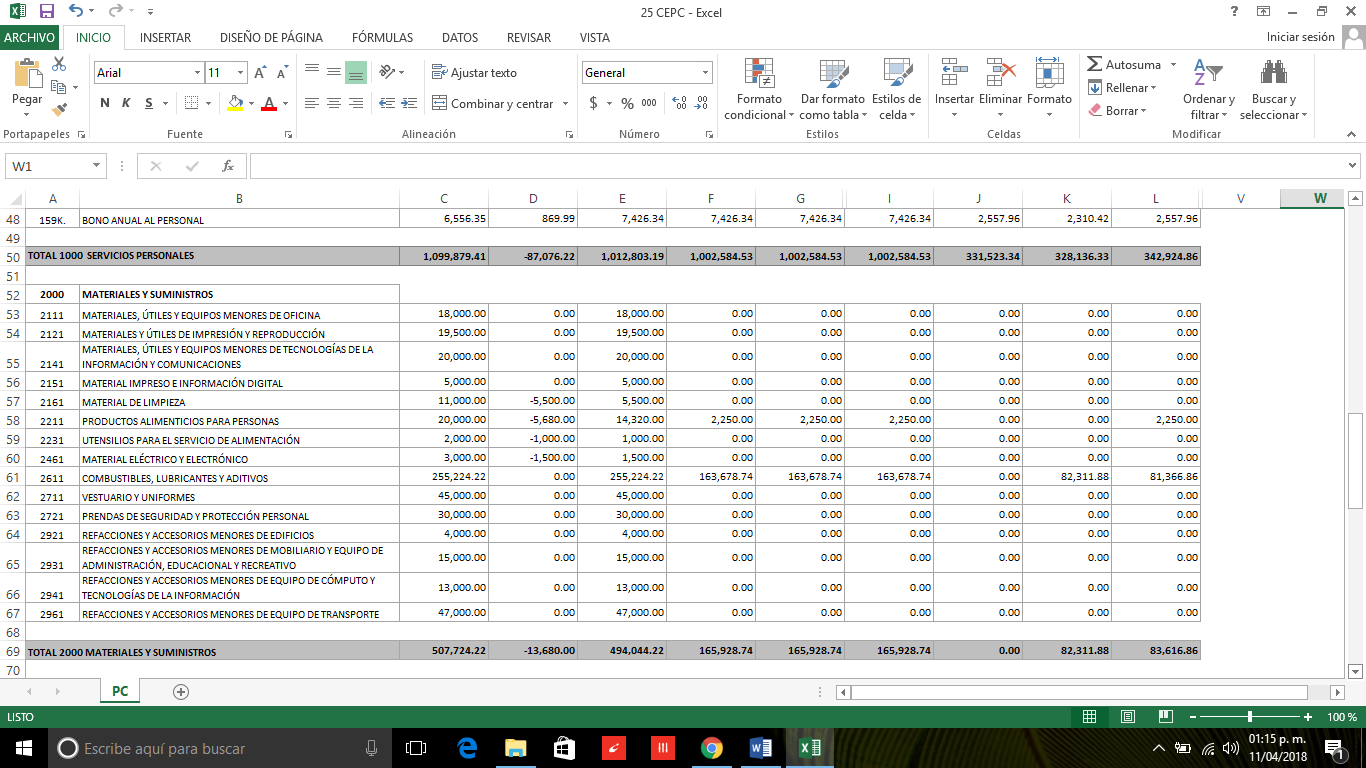 25 CEPC - Excel
ARCHIVO INICIO INSERTAR DISEÑO DE PÁGINA FÓRMULAS DATOS REVISAR VISTA Iniciar sesión
Pegar Arial 11 Ajustar texto General Formato condicional Dar formato como tabla Estilos de celda Insertar Eliminar Formato Autosuma Rellenar Borrar Ordenar y filtrar Buscar y seleccionar
N K S Combinar y centrar $ % 000
Portapapeles Fuente Alineación Número Estilos Celdas Modificar
W1 fx
A B C D E F G I J K L V W
48 159K. BONO ANUAL AL PERSONAL 6,556.35 869.99 7,426.34 7,426.34 7,426.34 7,426.34 2,557.96 2,310.42 2,557.96
49
50 TOTAL 1000 SERVICIOS PERSONALES 1,099,879.41 -87,076.22 1,012,803.19 1,002,584.53 1,002,584.53 1,002,584.53 331,523.34 328,136.33 342,924.86
51
52 2000 MATERIALES Y SUMINISTROS
53 2111 MATERIALES, ÚTILES Y EQUIPOS MENORES DE OFICINA 18,000.00 0.00 18,000.00 0.00 0.00 0.00 0.00 0.00 0.00
54 2121 MATERIALES Y ÚTILES DE IMPRESIÓN Y REPRODUCCIÓN 19,500.00 0.00 19,500.00 0.00 0.00 0.00 0.00 0.00 0.00
MATERIALES, ÚTILES Y EQUIPOS MENORES DE TECNOLOGÍAS DE LA
55 2141 INFORMACIÓN Y COMUNICACIONES 20,000.00 0.00 20,000.00 0.00 0.00 0.00 0.00 0.00 0.00
56 2151 MATERIAL IMPRESO E INFORMACIÓN DIGITAL 5,000.00 0.00 5,000.00 0.00 0.00 0.00 0.00 0.00 0.00
57 2161 MATERIAL DE LIMPIEZA 11,000.00 -5,500.00 5,500.00 0.00 0.00 0.00 0.00 0.00 0.00
58 2211 PRODUCTOS ALIMENTICIOS PARA PERSONAS 20,000.00 -5,680.00 14,320.00 2,250.00 2,250.00 2,250.00 0.00 0.00 2,250.00
59 2231 UTENSILIOS PARA EL SERVICIO DE ALIMENTACIÓN 2,000.00 -1,000.00 1,000.00 0.00 0.00 0.00 0.00 0.00 0.00
60 2461 MATERIAL ELÉCTRICO Y ELECTRÓNICO 3,000.00 -1,500.00 1,500.00 0.00 0.00 0.00 0.00 0.00 0.00
61 2611 COMBUSTIBLES, LUBRICANTES Y ADITIVOS 255,224.22 0.00 255,224.22 163,678.74 163,678.74 163,678.74 0.00 82,311.88 81,366.86
62 2711 VESTUARIO Y UNIFORMES 45,000.00 0.00 45,000.00 0.00 0.00 0.00 0.00 0.00 0.00
63 2721 PRENDAS DE SEGURIDAD Y PROTECCIÓN PERSONAL 30,000.00 0.00 30,000.00 0.00 0.00 0.00 0.00 0.00 0.00
64 2921 REFACCIONES Y ACCESORIOS MENORES DE EDIFICIOS 4,000.00 0.00 4,000.00 0.00 0.00 0.00 0.00 0.00 0.00
REFACCIONES Y ACCESORIOS MENORES DE MOBILIARIO Y EQUIPO DE
65 2931 ADMINISTRACIÓN, EDUCACIONAL Y RECREATIVO 15,000.00 0.00 15,000.00 0.00 0.00 0.00 0.00 0.00 0.00
REFACCIONES Y ACCESORIOS MENORES DE EQUIPO DE CÓMPUTO Y
66 2941 TECNOLOGÍAS DE LA INFORMACIÓN 13,000.00 0.00 13,000.00 0.00 0.00 0.00 0.00 0.00 0.00
67 2961 REFACCIONES Y ACCESORIOS MENORES DE EQUIPO DE TRANSPORTE 47,000.00 0.00 47,000.00 0.00 0.00 0.00 0.00 0.00 0.00
68
69 TOTAL 2000 MATERIALES Y SUMINISTROS 507,724.22 -13,680.00 494,044.22 165,928.74 165,928.74 165,928.74 0.00 82,311.88 83,616.86
70
PC
LISTO 100 %
Escribe aquí para buscar 01:15 p. m.
11/04/2018